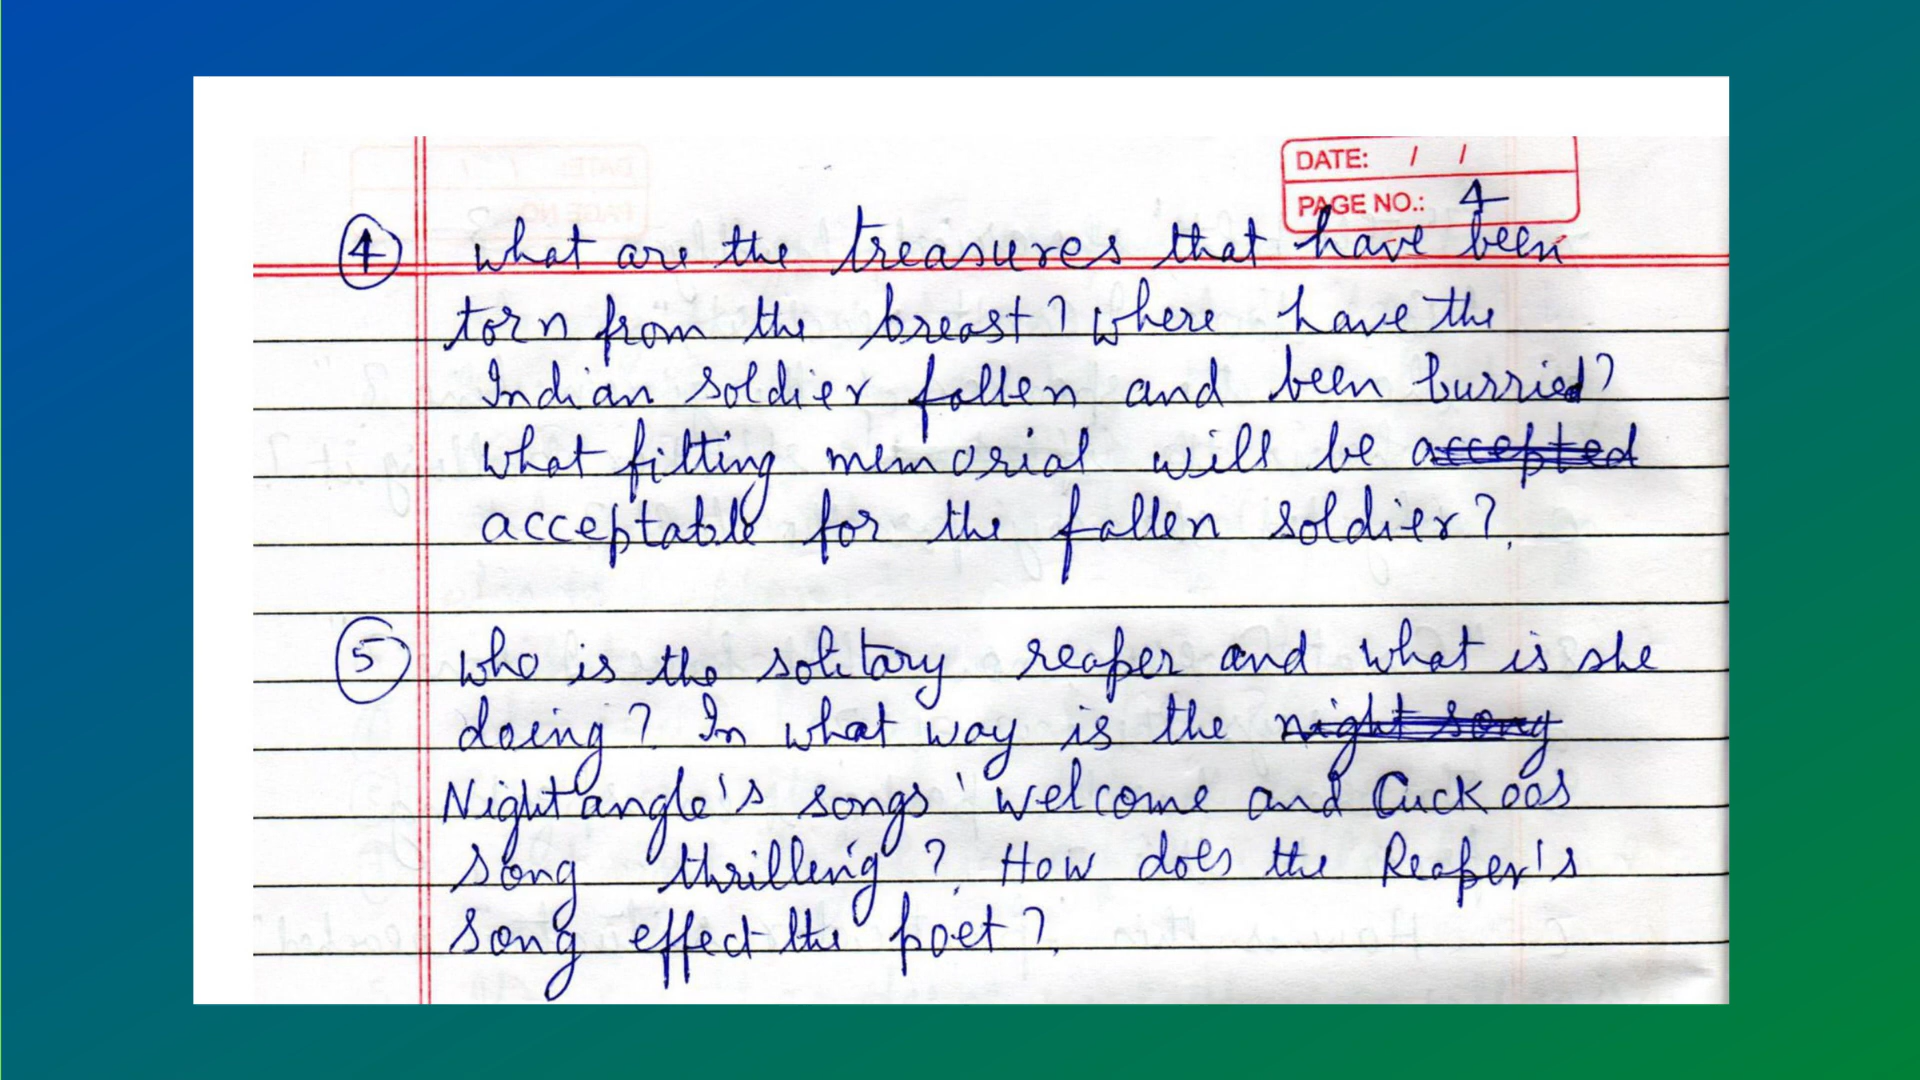 DATE: / /
PAGE NO.: 4
④ What are the treasures that have been
torn from the breast? Where have the
Indian soldier fallen and been burried?
What fitting memorial will be accepted
acceptable for the fallen soldier?
⑤ Who is the solitary reaper and what is she
doing? In what way is the night song
Nightangle's songs' welcome and Cuckoos
song thrilling? How does the Reaper's
song effect the poet?